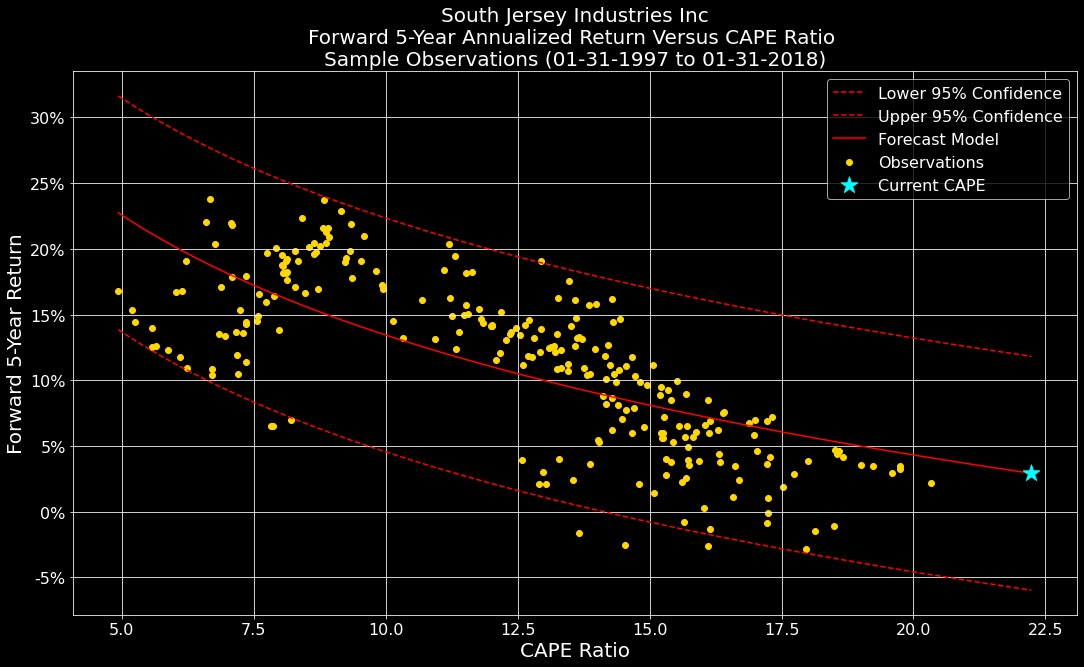 South Jersey Industries Inc
Forward 5-Year Annualized Return Versus CAPE Ratio
Sample Observations (01-31-1997 to 01-31-2018)
Lower 95% Confidence
Upper 95% Confidence
Forecast Model
Observations
Current CAPE
Forward 5-Year Return
30%
25%
20%
15%
10%
5%
0%
-5%
5.0 7.5 10.0 12.5 15.0 17.5 20.0 22.5
CAPE Ratio